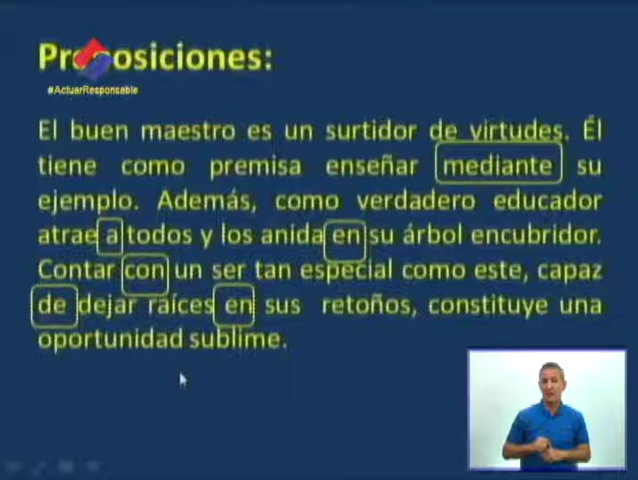 Preposiciones:
#ActuarResponsable
El buen maestro es un surtidor de virtudes. Él
tiene como premisa enseñar mediante su
ejemplo. Además, como verdadero educador
atrae a todos y los anida en su árbol encubridor.
Contar con un ser tan especial como este, capaz
de dejar raíces en sus retoños, constituye una
oportunidad sublime.